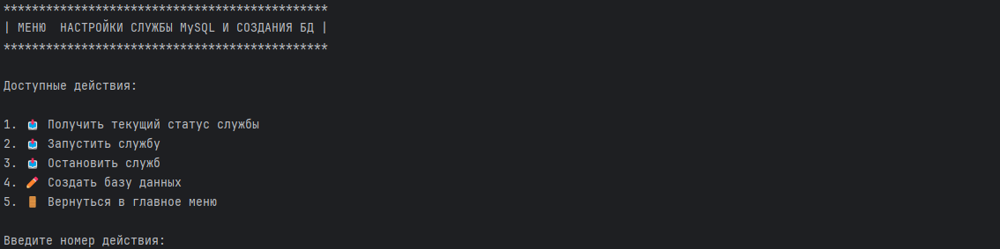 **********************************************
| МЕНЮ  НАСТРОЙКИ СЛУЖБЫ MySQL И СОЗДАНИЯ БД |
**********************************************
Доступные действия:
1. 📤 Получить текущий статус службы
2. 📤 Запустить службу
3. 📤 Остановить служб
4. ✏️ Создать базу данных
5. 🚪 Вернуться в главное меню
Введите номер действия: